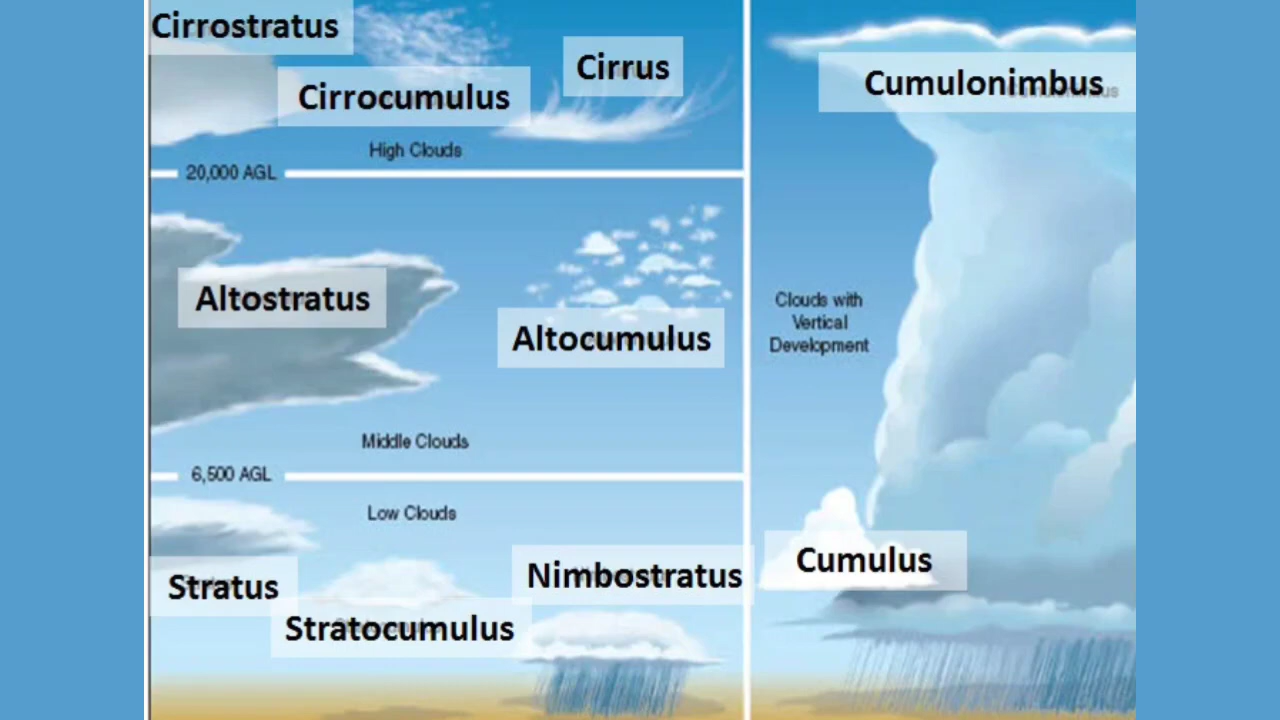 Cirrostratus
Cirrus
Cirrocumulus
High Clouds
20,000 AGL
Altostratus
Altocumulus
Middle Clouds
6,500 AGL
Low Clouds
Stratus
Stratocumulus
Nimbostratus
Cumulonimbus
Cumulonimbus
Clouds with
Vertical
Development
Cumulus